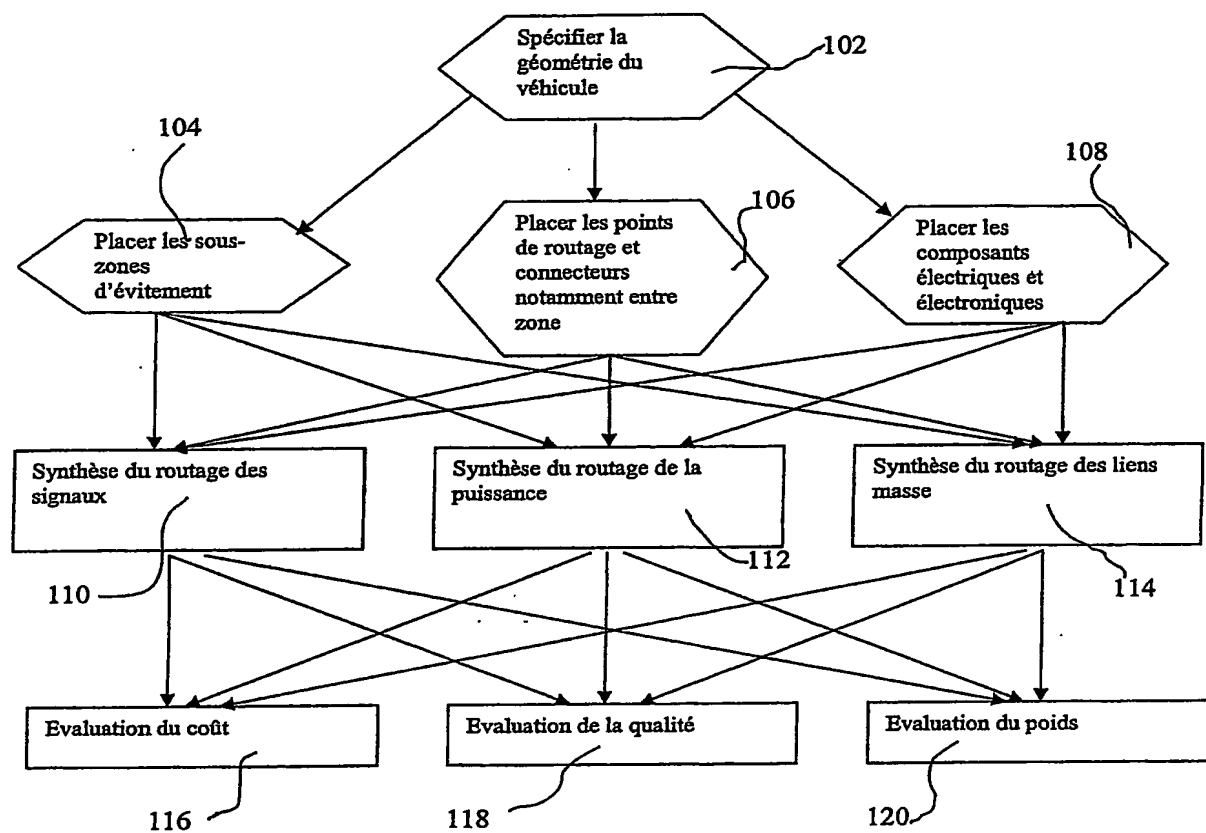 Spécifier la
géométrie du
véhicule
102
104
106
108
Placer les sous-
zones
d'évitement
Placer les points
de routage et
connecteurs
notamment entre
zone
Placer les
composants
électriques et
électroniques
Synthèse du routage des
signaux
Synthèse du routage de la
puissance
Synthèse du routage des liens
masse
110
112
114
Evaluation du coût
Evaluation de la qualité
Evaluation du poids
116
118
120